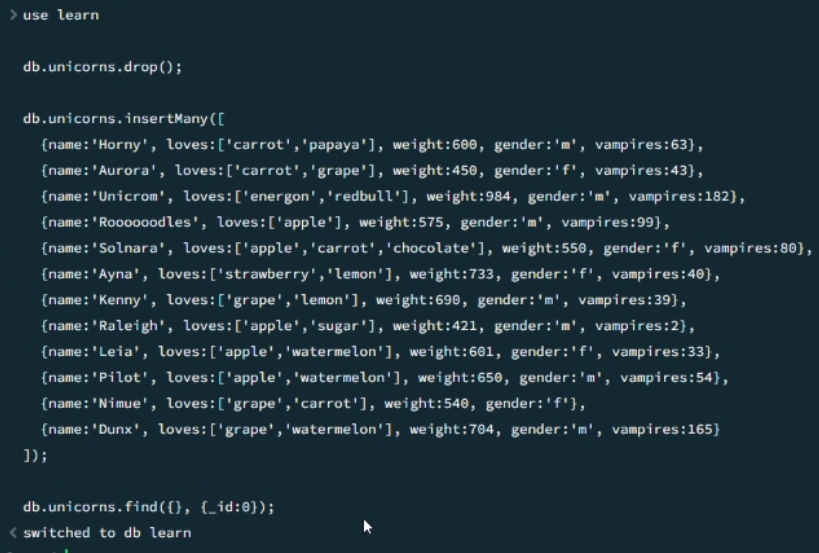 > use learn
db.unicorns.drop();
db.unicorns.insertMany([
{name:'Horny', loves:['carrot','papaya'], weight:600, gender:'m', vampires:63},
{name:'Aurora', loves:['carrot','grape'], weight:450, gender:'f', vampires:43},
{name:'Unicrom', loves:['energon','redbull'], weight:984, gender:'m', vampires:182},
{name:'Roooooodles', loves:['apple'], weight:575, gender:'m', vampires:99},
{name:'Solnara', loves:['apple','carrot','chocolate'], weight:550, gender:'f', vampires:80},
{name:'Ayna', loves:['strawberry','lemon'], weight:733, gender:'f', vampires:40},
{name:'Kenny', loves:['grape','lemon'], weight:690, gender:'m', vampires:39},
{name:'Raleigh', loves:['apple','sugar'], weight:421, gender:'m', vampires:2},
{name:'Leia', loves:['apple','watermelon'], weight:601, gender:'f', vampires:33},
{name:'Pilot', loves:['apple','watermelon'], weight:650, gender:'m', vampires:54},
{name:'Nimue', loves:['grape','carrot'], weight:540, gender:'f'},
{name:'Dunx', loves:['grape','watermelon'], weight:704, gender:'m', vampires:165}
]);
db.unicorns.find({}, {_id:0});
< switched to db learn